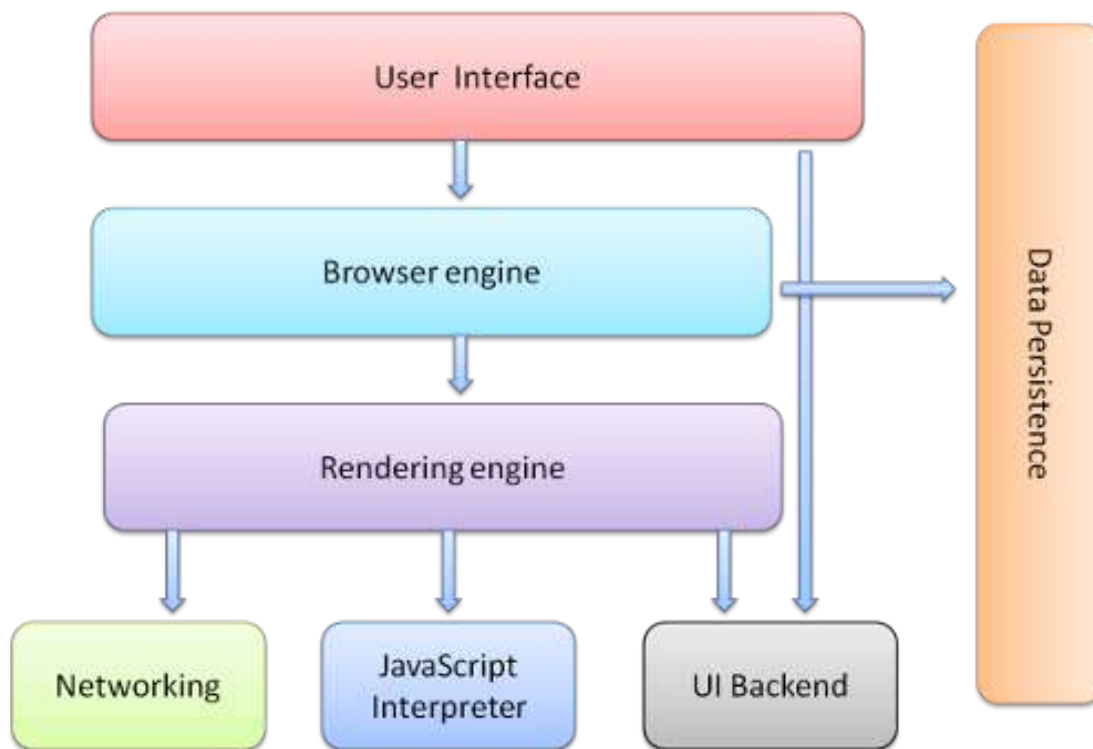 User Interface
Browser engine
Data Persistence
Rendering engine
Networking
JavaScript
Interpreter
UI Backend